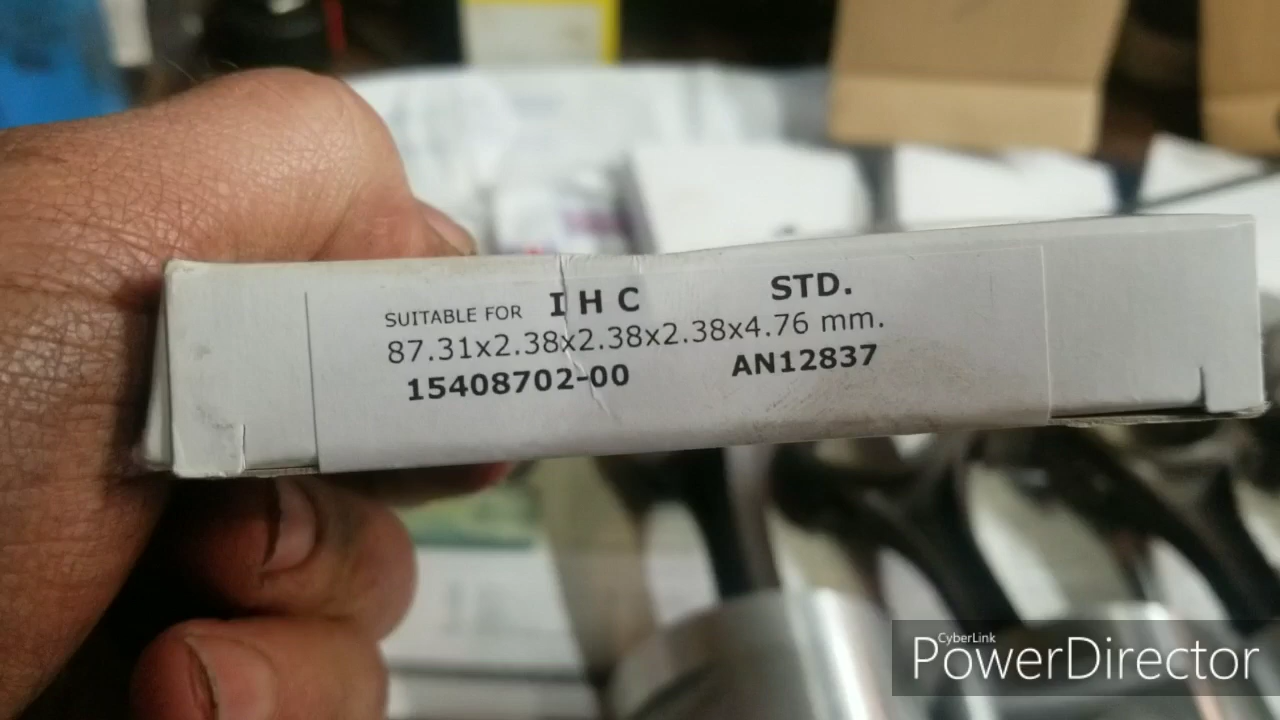 SUITABLE FOR I H C STD.
87.31x2.38x2.38x2.38x4.76 mm.
15408702-00 AN12837
CyberLink
PowerDirector